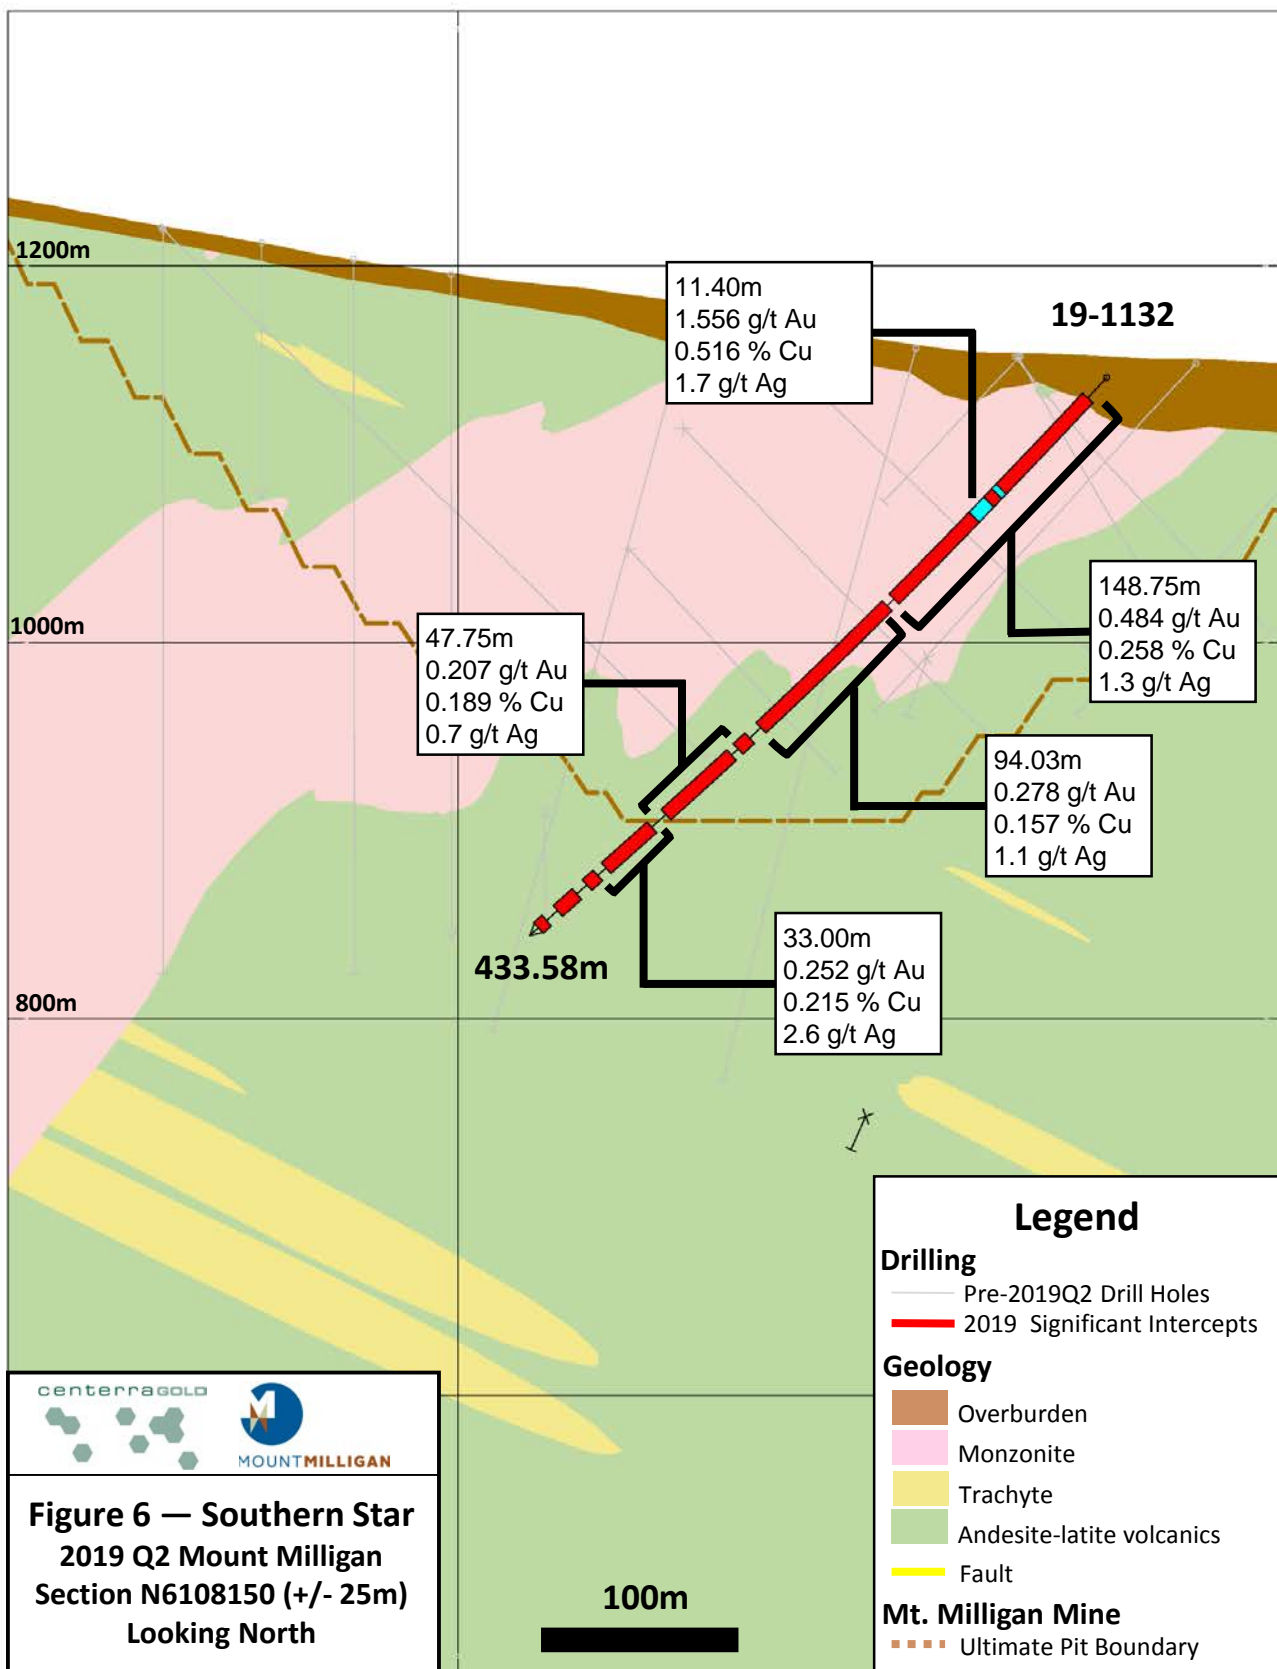 1200m
11.40m
1.556 g/t Au
0.516 % Cu
1.7 g/t Ag
19-1132
1000m
148.75m
0.484 g/t Au
0.258 % Cu
1.3 g/t Ag
47.75m
0.207 g/t Au
0.189 % Cu
0.7 g/t Ag
94.03m
0.278 g/t Au
0.157 % Cu
1.1 g/t Ag
33.00m
0.252 g/t Au
0.215 % Cu
2.6 g/t Ag
433.58m
800m
Legend
Drilling
Pre-2019Q2 Drill Holes
2019 Significant Intercepts
Geology
Overburden
Monzonite
Trachyte
Andesite-latite volcanics
Fault
Mt. Milligan Mine
Ultimate Pit Boundary
centerraGOLD
MOUNTMILLIGAN
Figure 6 — Southern Star
2019 Q2 Mount Milligan
Section N6108150 (+/- 25m)
Looking North
100m